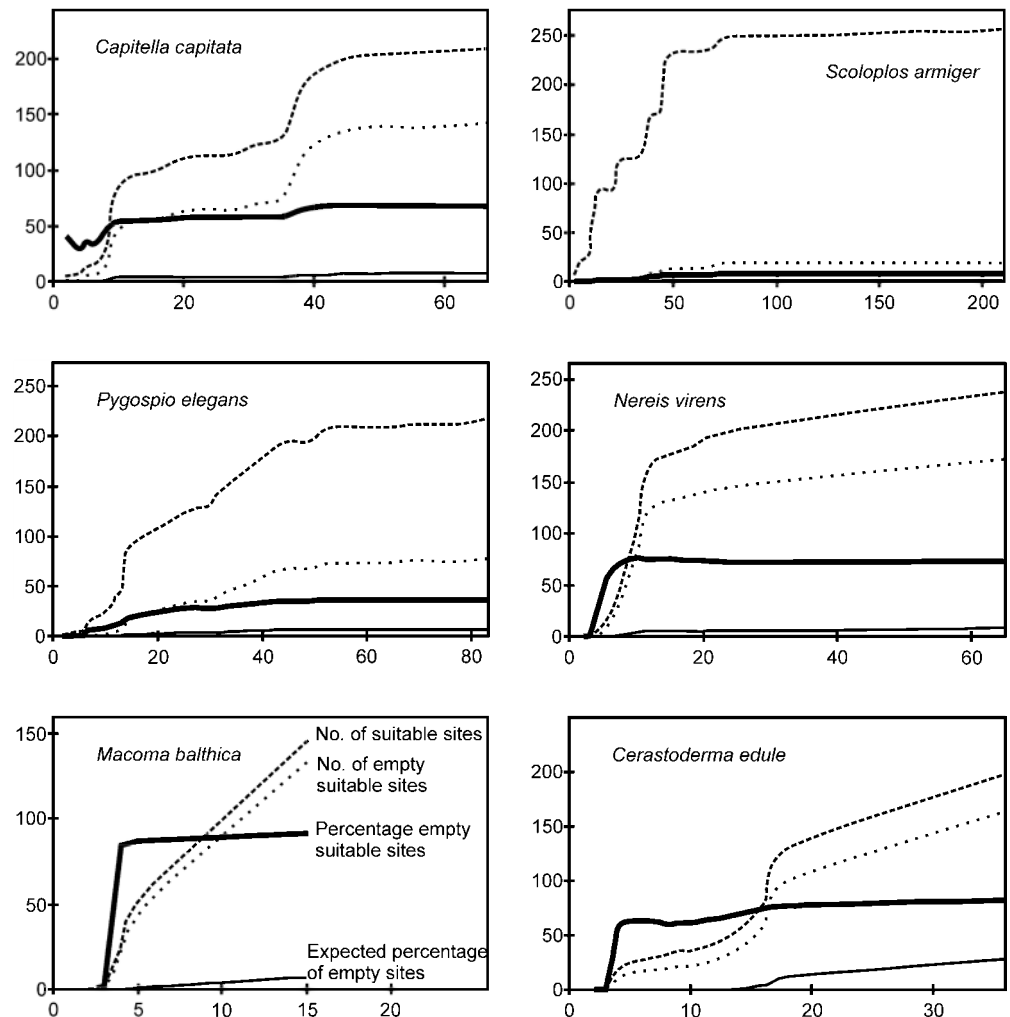 Capitella capitata
200
150
100
50
0
0 20 40 60
Scoloplos armiger
250
200
150
100
50
0
0 50 100 150 200
Pygospio elegans
250
200
150
100
50
0
0 20 40 60 80
Nereis virens
250
200
150
100
50
0
0 20 40 60
Macoma balthica
150
100
50
0
No. of suitable sites
No. of empty
suitable sites
Percentage empty
suitable sites
Expected percentage
of empty sites
0 5 10 15 20
Cerastoderma edule
200
150
100
50
0
0 10 20 30